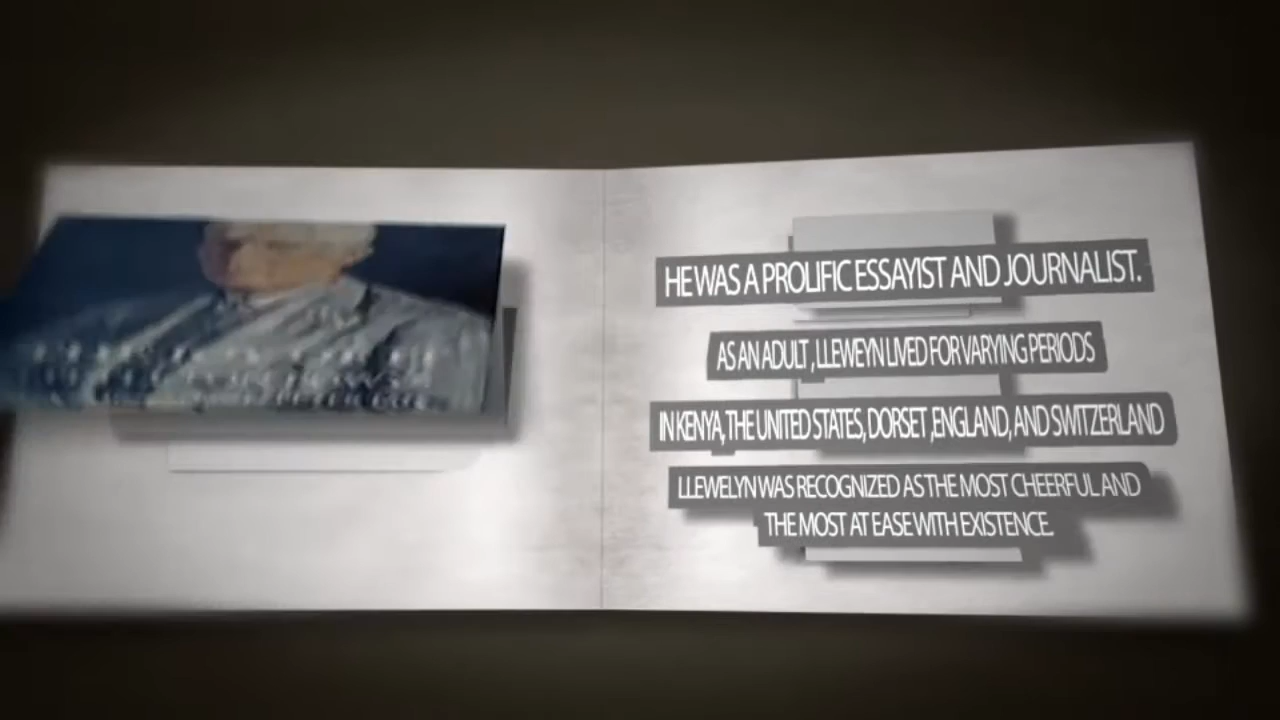 HE WAS A PROLIFIC ESSAYIST AND JOURNALIST.
AS AN ADULT , LLEWEYN LIVED FOR VARYING PERIODS
IN KENYA, THE UNITED STATES, DORSET ,ENGLAND, AND SWITZERLAND
LLEWELYN WAS RECOGNIZED AS THE MOST CHEERFUL AND
THE MOST AT EASE WITH EXISTENCE.